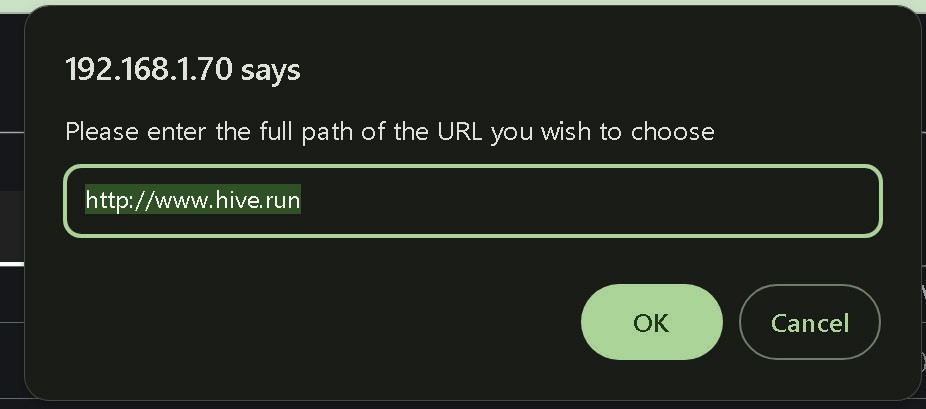 192.168.1.70 says
Please enter the full path of the URL you wish to choose
http://www.hive.run
OK
Cancel